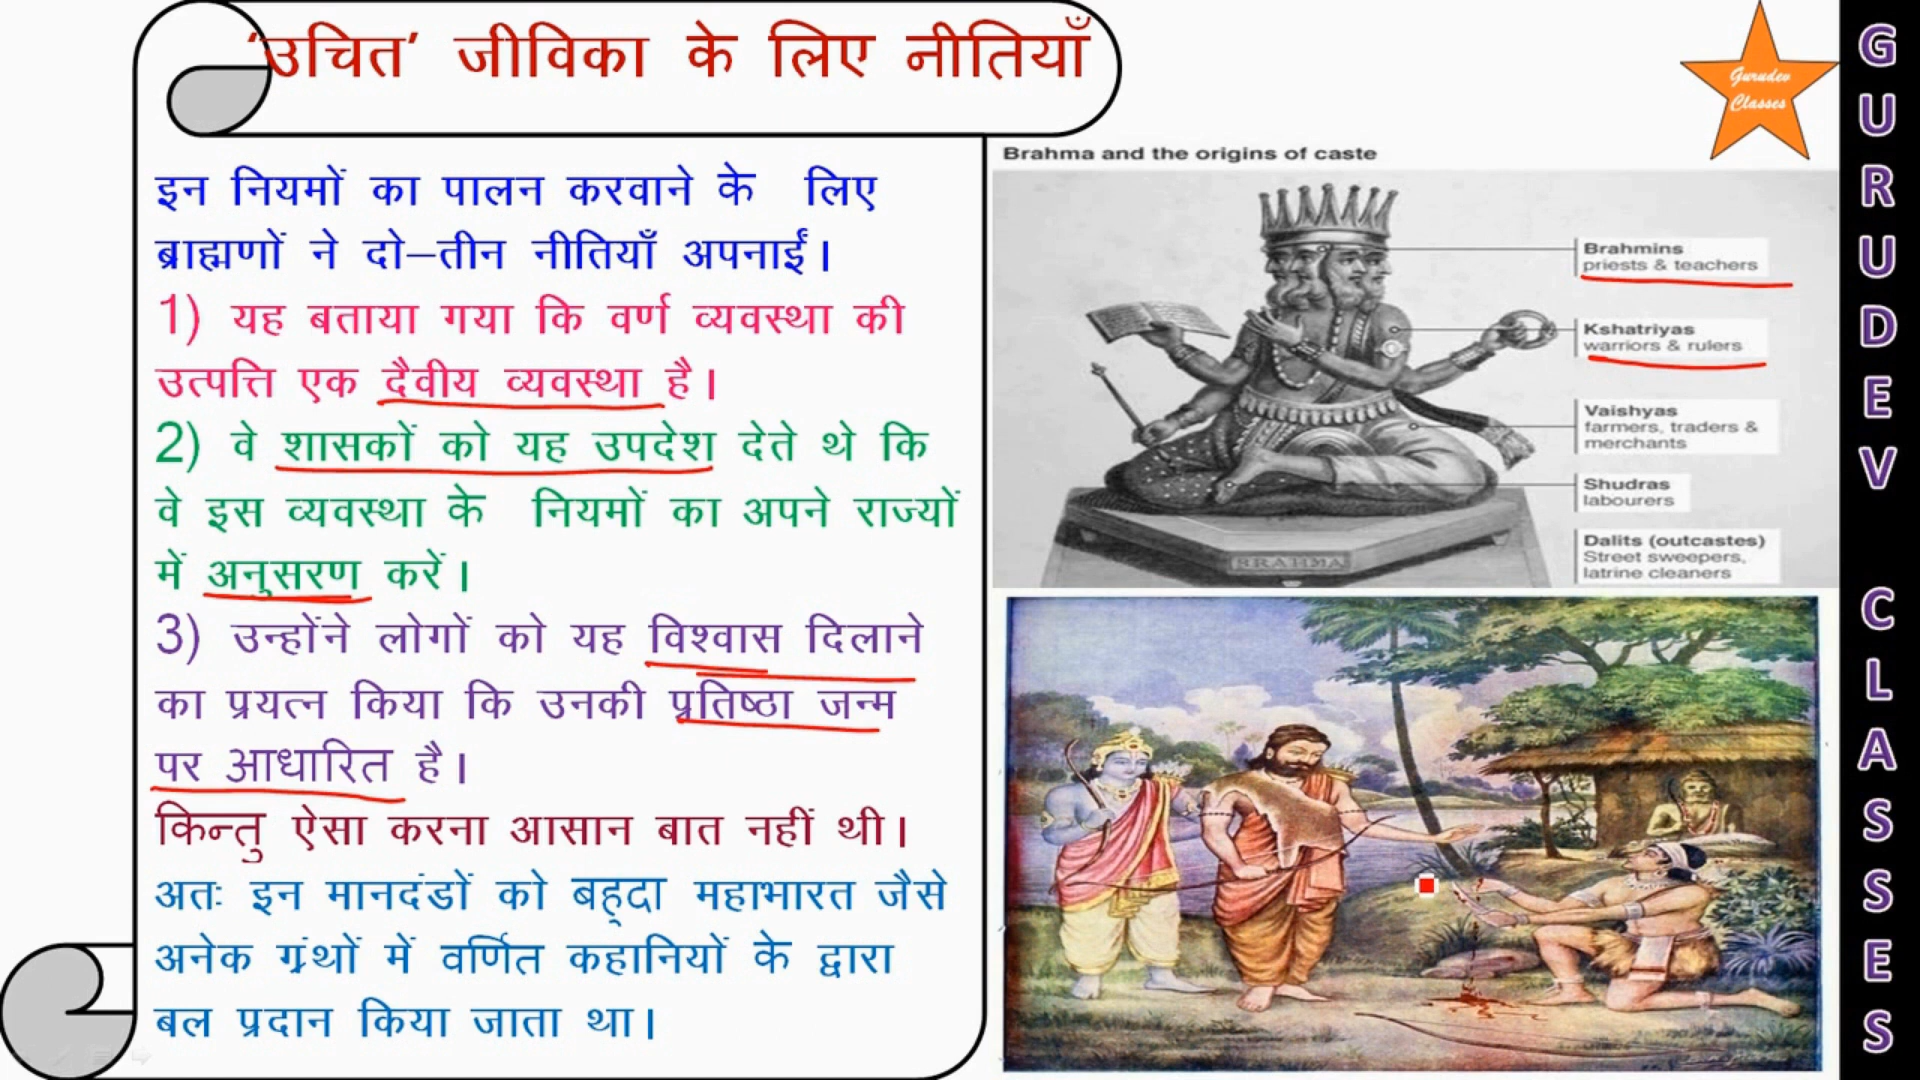 ‘उचित’ जीविका के लिए नीतियाँ
इन नियमों का पालन करवाने के लिए
ब्राह्मणों ने दो–तीन नीतियाँ अपनाईं।
1) यह बताया गया कि वर्ण व्यवस्था की
उत्पत्ति एक दैवीय व्यवस्था है।
2) वे शासकों को यह उपदेश देते थे कि
वे इस व्यवस्था के नियमों का अपने राज्यों
में अनुसरण करें।
3) उन्होंने लोगों को यह विश्वास दिलाने
का प्रयत्न किया कि उनकी प्रतिष्ठा जन्म
पर आधारित है।
किन्तु ऐसा करना आसान बात नहीं थी।
अतः इन मानदंडों को बहूदा महाभारत जैसे
अनेक ग्रंथों में वर्णित कहानियों के द्वारा
बल प्रदान किया जाता था।
Brahma and the origins of caste
Brahmins
priests & teachers
Kshatriyas
warriors & rulers
Vaishyas
farmers, traders &
merchants
Shudras
labourers
Dalits (outcastes)
Street sweepers,
latrine cleaners
BRAHMA
Gurudev
Classes
GURUDEV CLASSES